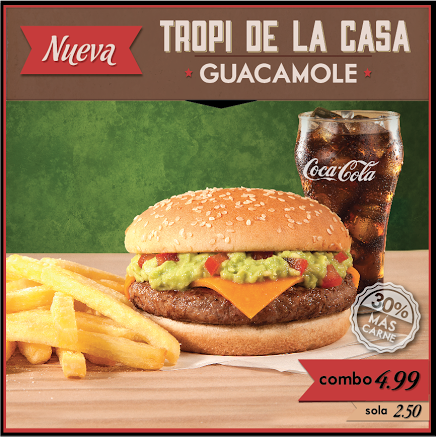 Nueva
TROPI DE LA CASA
GUACAMOLE
Coca-Cola
30%
MÁS
CARNE
combo 4.99
sola 2.50